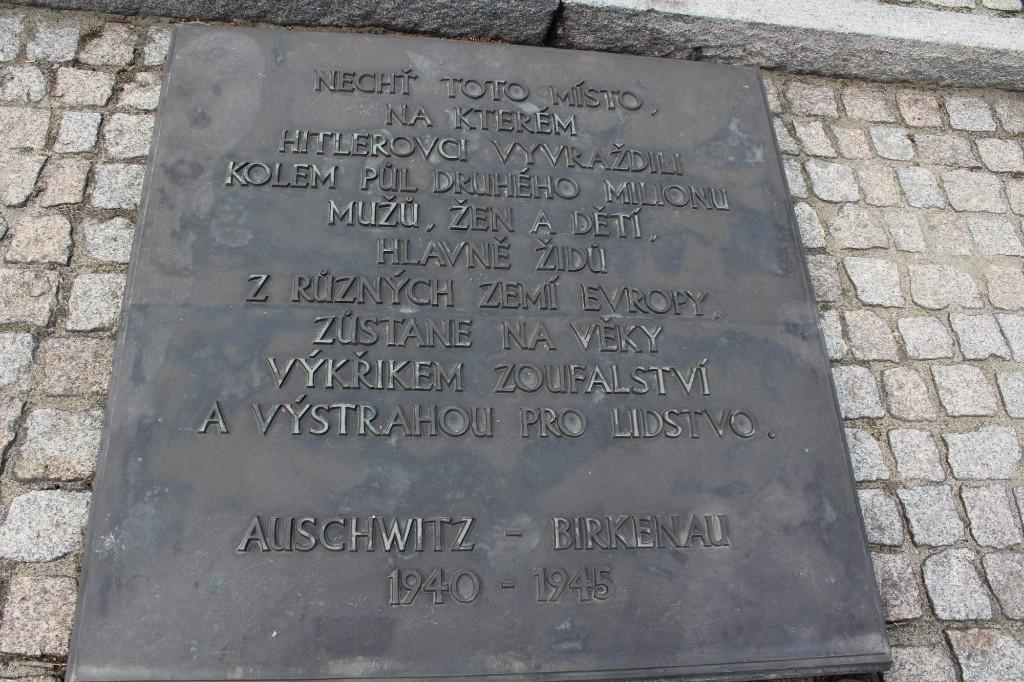 NECHŤ TOTO MÍSTO,
NA KTERÉM
HITLEROVCI VYVRAŽDILI
KOLEM PŮL DRUHÉHO MILIONU
MUŽŮ, ŽEN A DĚTÍ,
HLAVNĚ ŽIDŮ
Z RŮZNÝCH ZEMÍ EVROPY,
ZŮSTANE NA VĚKY
VÝKŘIKEM ZOUFALSTVÍ
A VÝSTRAHOU PRO LIDSTVO.
AUSCHWITZ - BIRKENAU
1940 - 1945